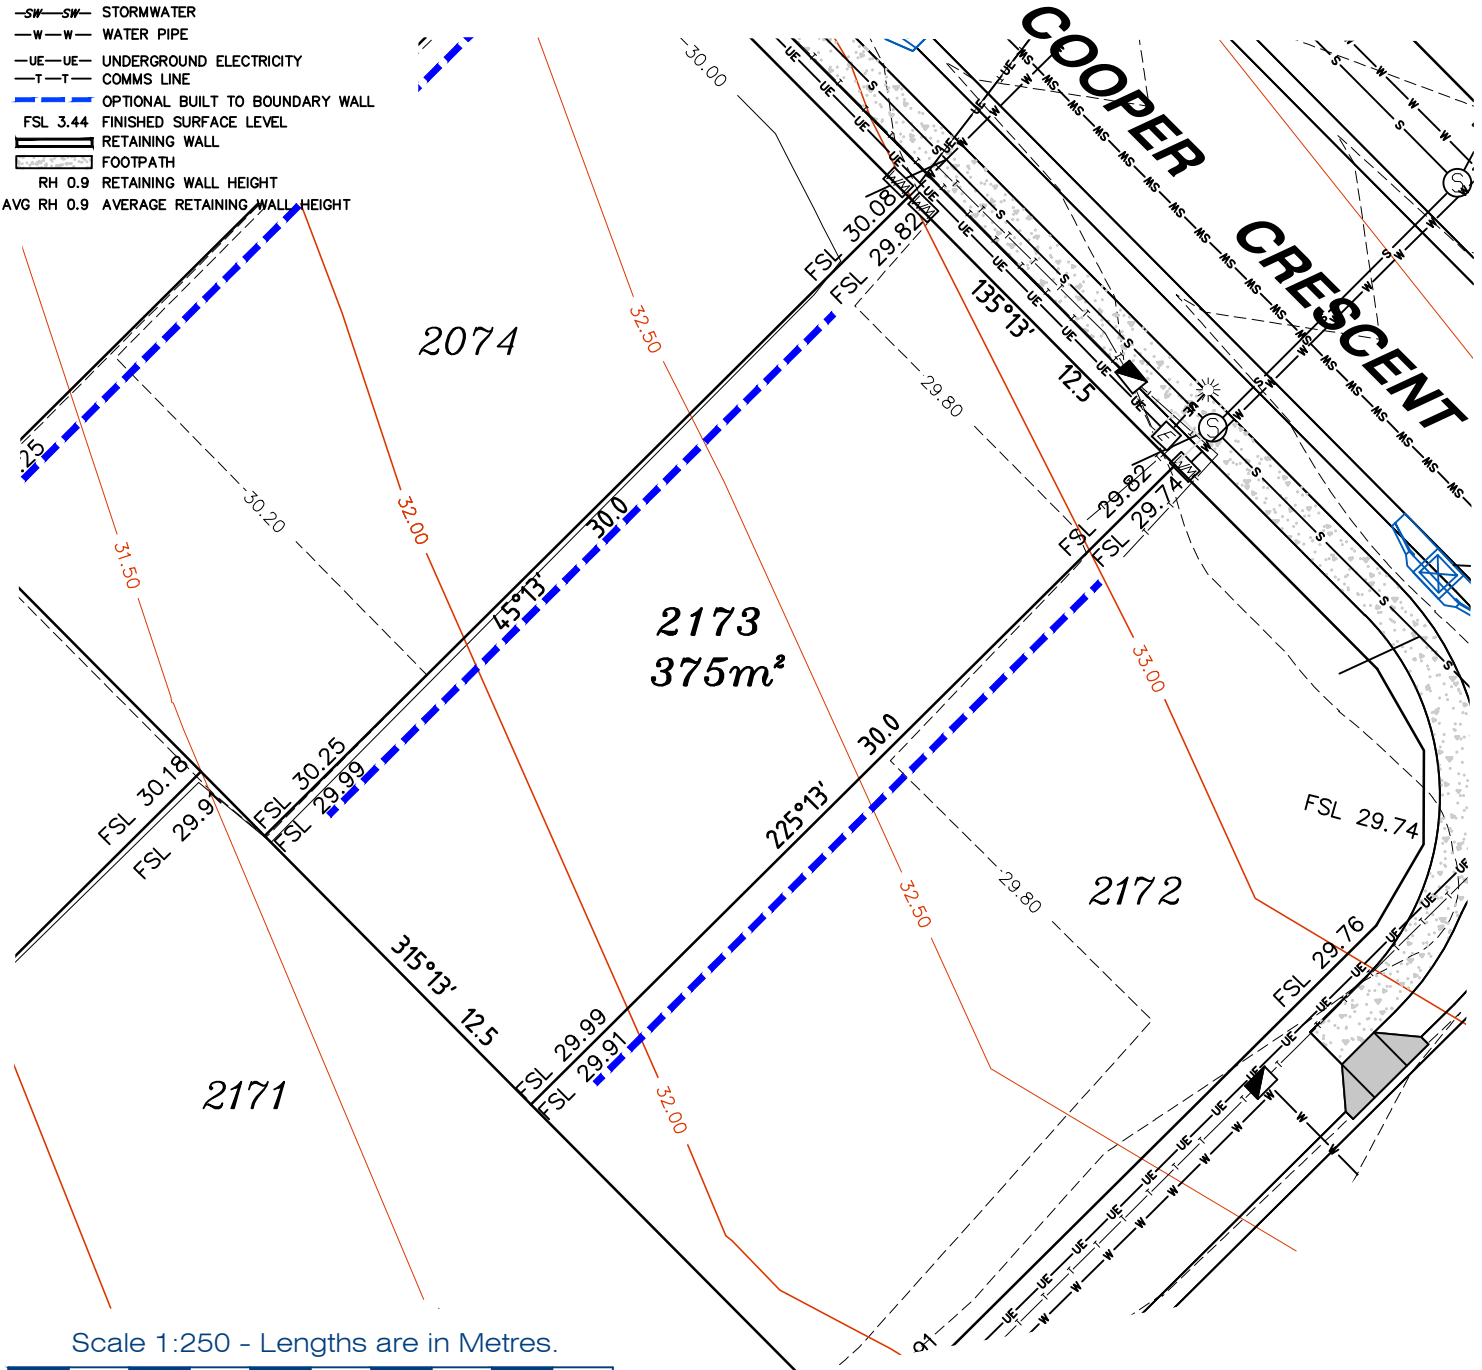 SW SW STORMWATER
W W WATER PIPE
UE UE UNDERGROUND ELECTRICITY
T T COMMS LINE
OPTIONAL BUILT TO BOUNDARY WALL
FSL 3.44 FINISHED SURFACE LEVEL
RETAINING WALL
FOOTPATH
RH 0.9 RETAINING WALL HEIGHT
AVG RH 0.9 AVERAGE RETAINING WALL HEIGHT
COOPER
CRESCENT
30.00
FSL 30.08
FSL 29.82
WM
WM
135°13'
12.5
32.50
2074
29.80
E
S
S
WM
FSL 29.82
FSL 29.74
.25
30.20
32.00
31.50
30.0
45°13'
2173
375m²
33.00
30.0
225°13'
FSL 30.25
FSL 29.99
FSL 30.18
FSL 29.9
FSL 29.74
32.50
29.80
2172
FSL 29.76
315°13'
12.5
FSL 29.99
FSL 29.91
32.00
2171
91
Scale 1:250 - Lengths are in Metres.